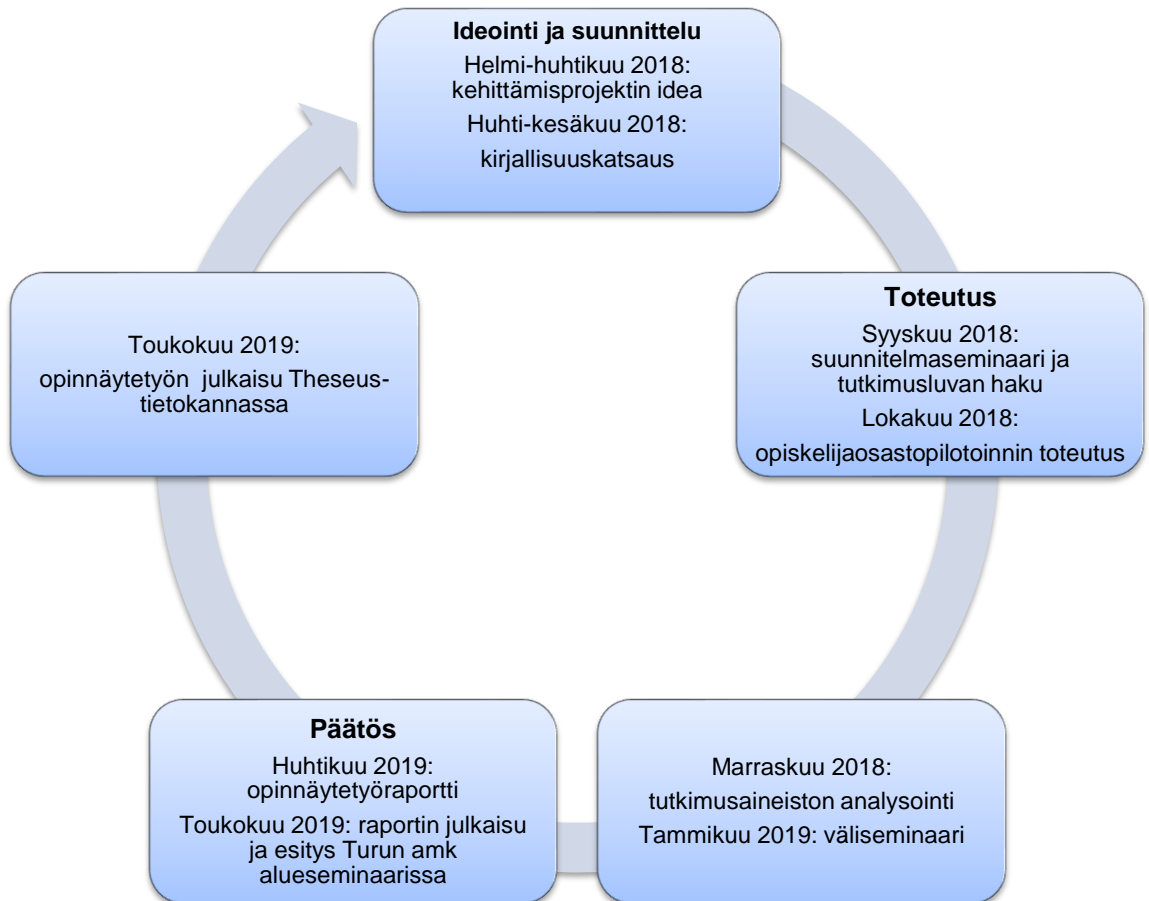 Ideointi ja suunnittelu
Helmi-huhtikuu 2018:
kehittämisprojektin idea
Huhti-kesäkuu 2018:
kirjallisuuskatsaus
Toteutus
Syyskuu 2018:
suunnitelmaseminaari ja
tutkimusluvan haku
Lokakuu 2018:
opiskelijaosastopilotoinnin toteutus
Marraskuu 2018:
tutkimusaineiston analysointi
Tammikuu 2019: väliseminaari
Päätös
Huhtikuu 2019:
opinnäytetyöraportti
Toukokuu 2019: raportin julkaisu
ja esitys Turun amk
alueseminaarissa
Toukokuu 2019:
opinnäytetyön julkaisu Theseus-
tietokannassa